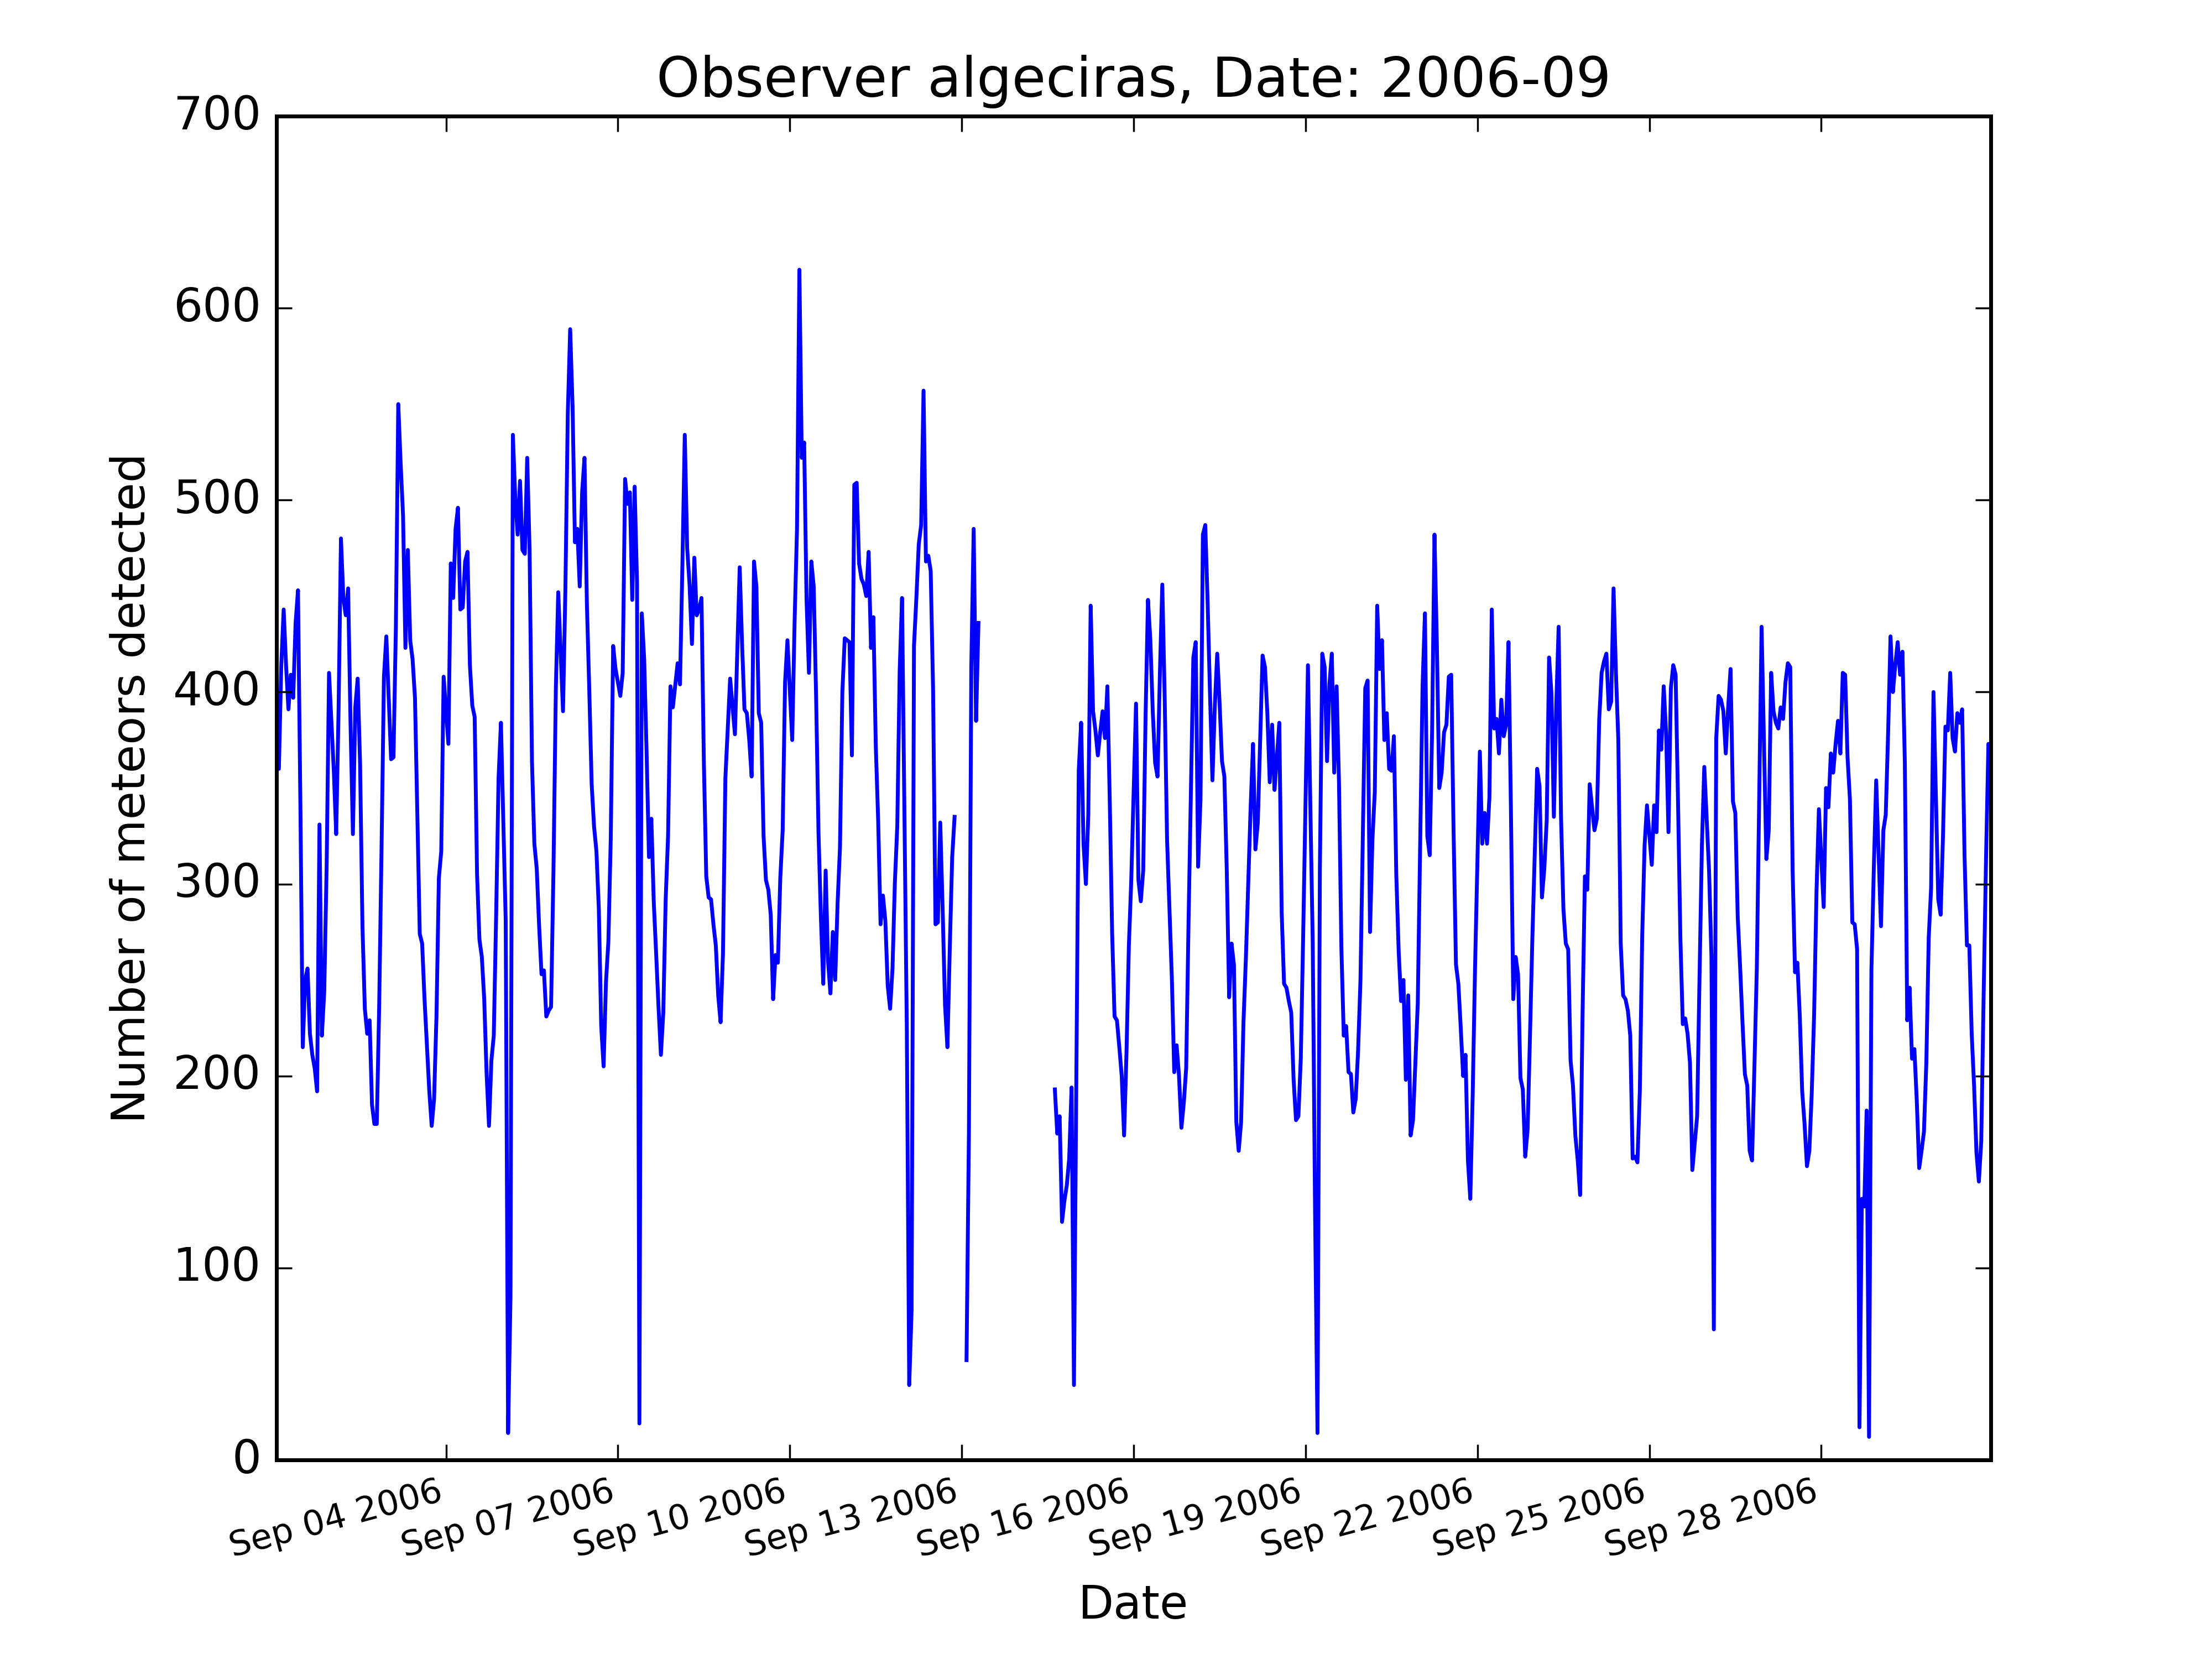 Observer algeciras, Date: 2006-09
Number of meteors detected
700
600
500
400
300
200
100
0
Sep 04 2006
Sep 07 2006
Sep 10 2006
Sep 13 2006
Sep 16 2006
Sep 19 2006
Sep 22 2006
Sep 25 2006
Sep 28 2006
Date